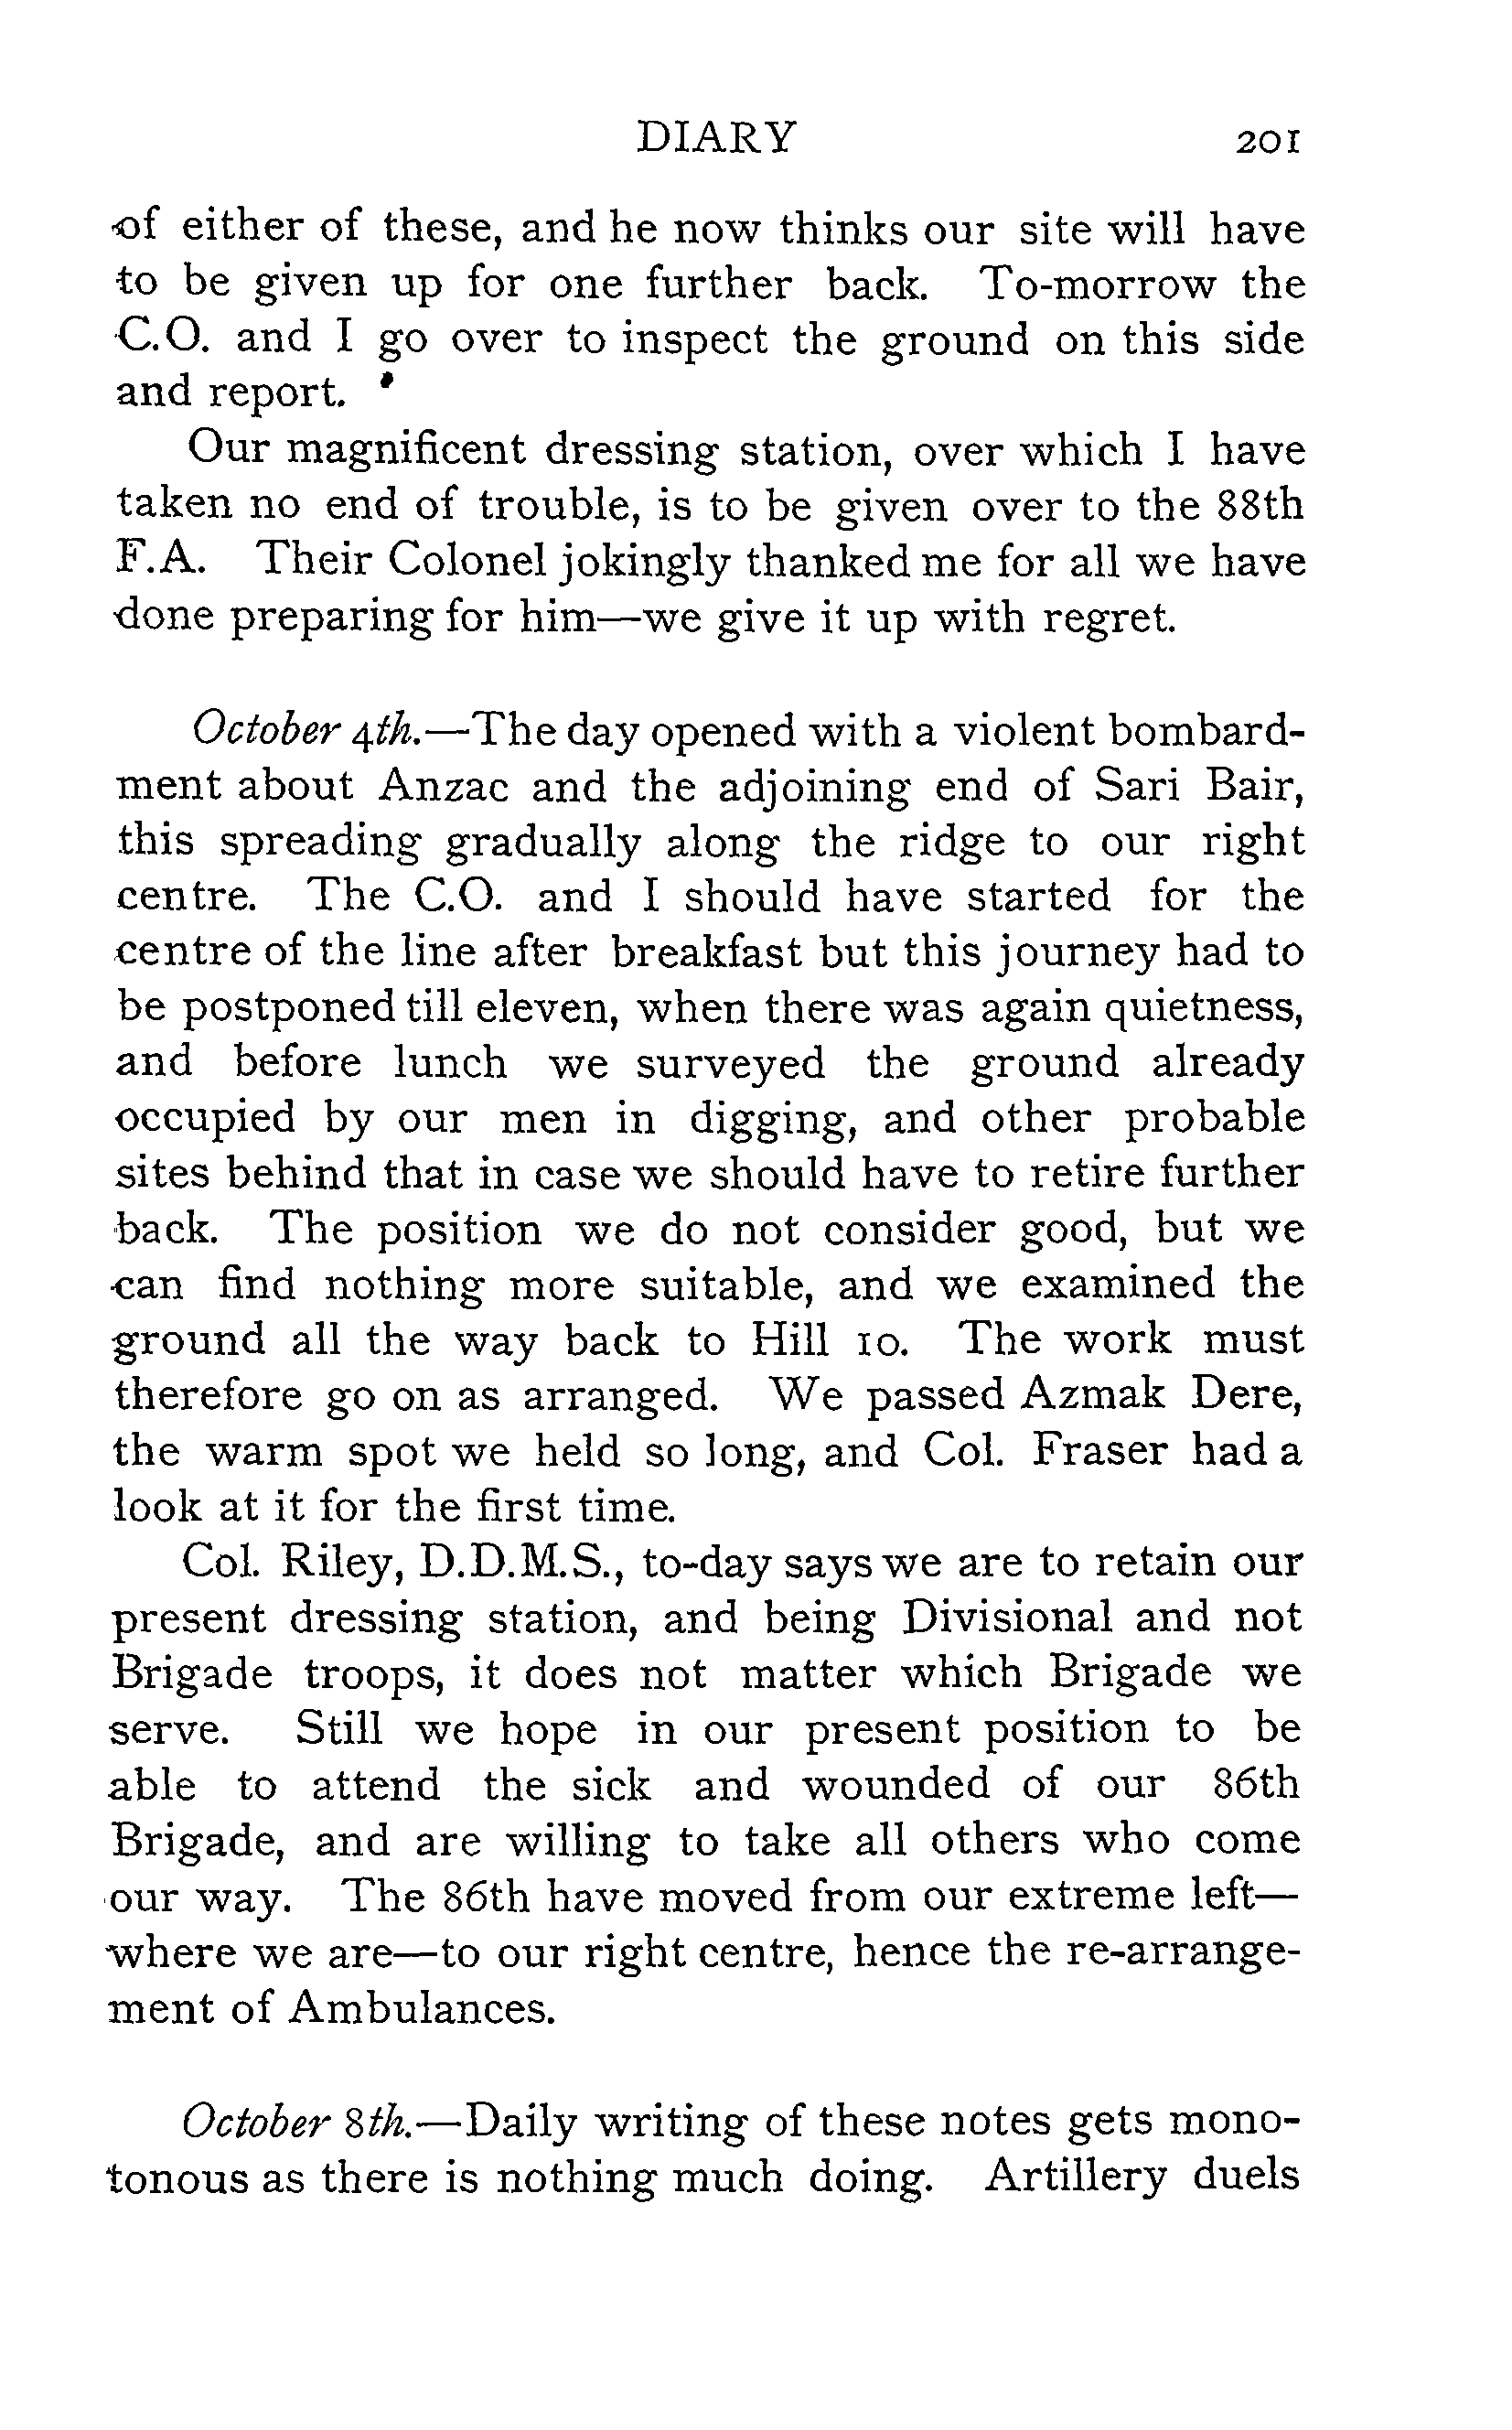 DIARY 201
of either of these, and he now thinks our site will have
to be given up for one further back. To-morrow the
C.O. and I go over to inspect the ground on this side
and report.
Our magnificent dressing station, over which I have
taken no end of trouble, is to be given over to the 88th
F.A. Their Colonel jokingly thanked me for all we have
done preparing for him—we give it up with regret.
October 4th.—The day opened with a violent bombard-
ment about Anzac and the adjoining end of Sari Bair,
this spreading gradually along the ridge to our right
centre. The C.O. and I should have started for the
centre of the line after breakfast but this journey had to
be postponed till eleven, when there was again quietness,
and before lunch we surveyed the ground already
occupied by our men in digging, and other probable
sites behind that in case we should have to retire further
back. The position we do not consider good, but we
can find nothing more suitable, and we examined the
ground all the way back to Hill 10. The work must
therefore go on as arranged. We passed Azmak Dere,
the warm spot we held so long, and Col. Fraser had a
look at it for the first time.
Col. Riley, D.D.M.S., to-day says we are to retain our
present dressing station, and being Divisional and not
Brigade troops, it does not matter which Brigade we
serve. Still we hope in our present position to be
able to attend the sick and wounded of our 86th
Brigade, and are willing to take all others who come
our way. The 86th have moved from our extreme left—
where we are—to our right centre, hence the re-arrange-
ment of Ambulances.
October 8th.—Daily writing of these notes gets mono-
tonous as there is nothing much doing. Artillery duels